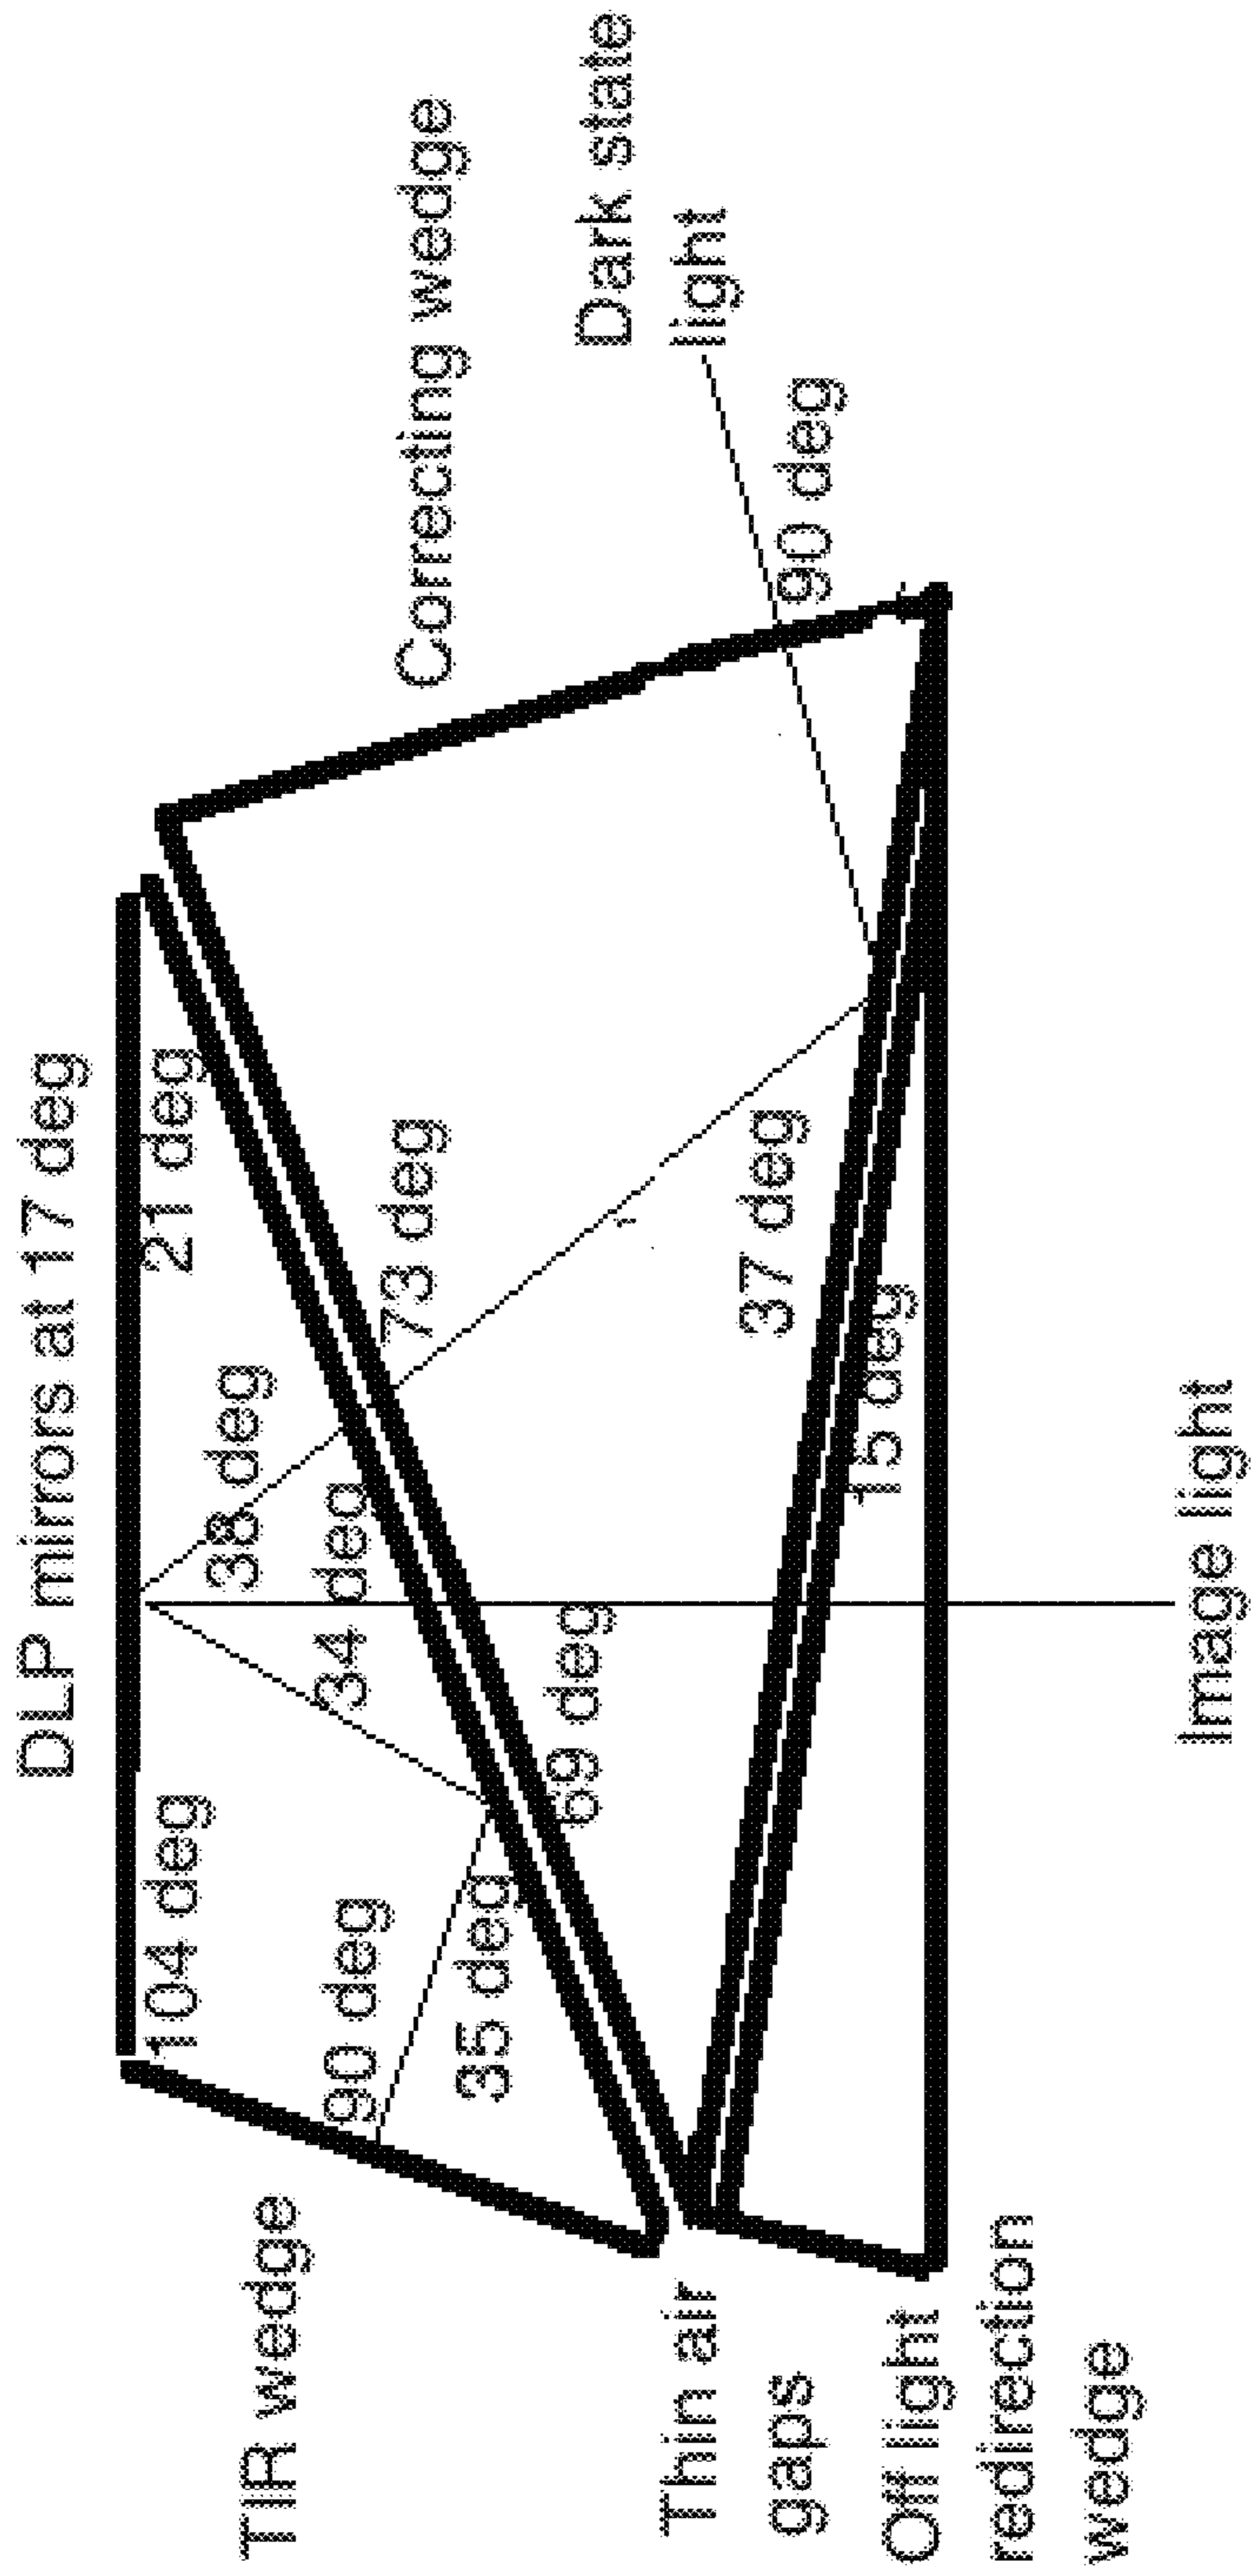 DLP mirrors at 17 deg
TIR wedge
104 deg
38 deg
21 deg
90 deg
34 deg
73 deg
Correcting wedge
35 deg
69 deg
37 deg
Dark state
light
90 deg
15 deg
Thin air
gaps
Off light
redirection
wedge
Image light